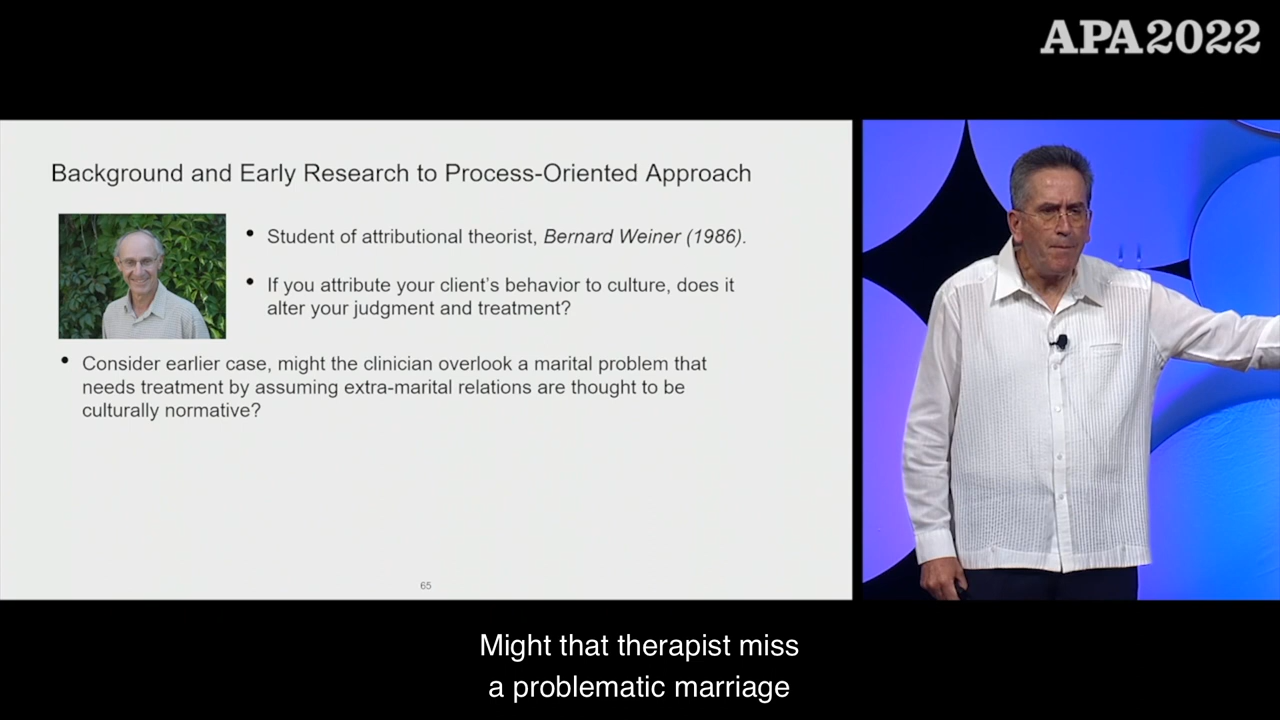 APA2022
Background and Early Research to Process-Oriented Approach
• Student of attributional theorist, Bernard Weiner (1986).
• If you attribute your client's behavior to culture, does it
alter your judgment and treatment?
• Consider earlier case, might the clinician overlook a marital problem that
needs treatment by assuming extra-marital relations are thought to be
culturally normative?
65
Might that therapist miss
a problematic marriage